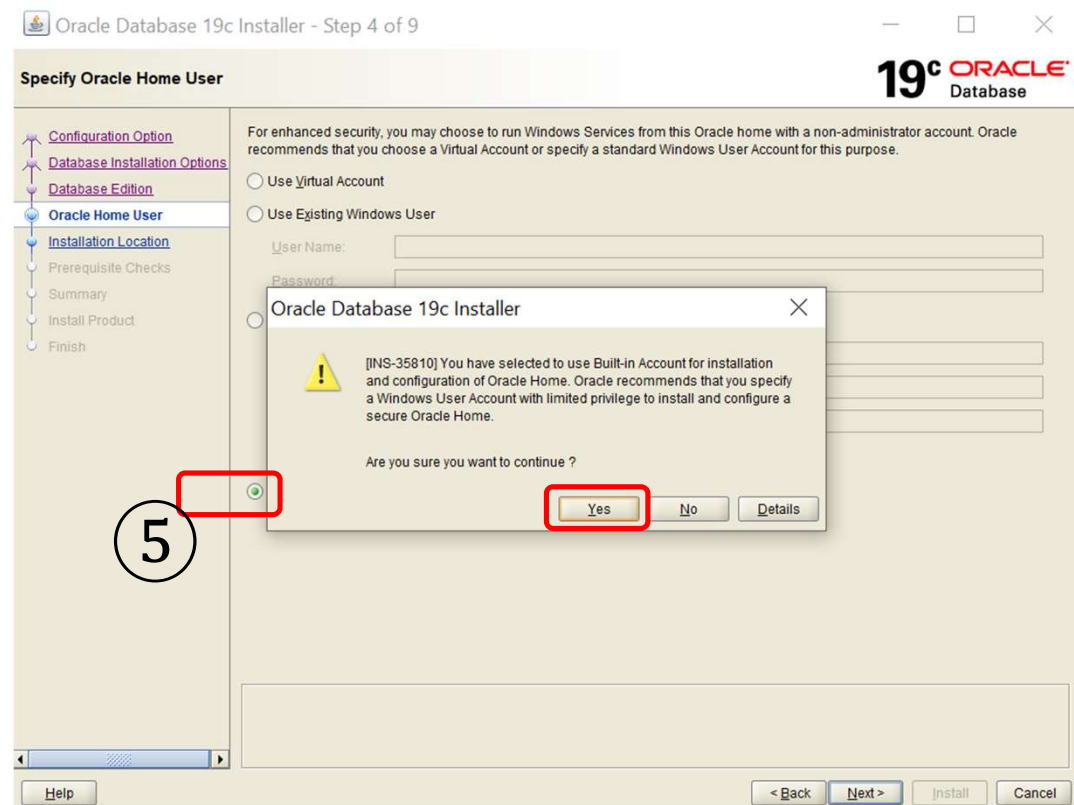 Oracle Database 19c Installer - Step 4 of 9
Specify Oracle Home User
19c ORACLE
Database
Configuration Option
Database Installation Options
Database Edition
Oracle Home User
Installation Location
Prerequisite Checks
Summary
Install Product
Finish
For enhanced security, you may choose to run Windows Services from this Oracle home with a non-administrator account. Oracle
recommends that you choose a Virtual Account or specify a standard Windows User Account for this purpose.
Use Virtual Account
Use Existing Windows User
User Name:
Password:
Oracle Database 19c Installer
[INS-35810] You have selected to use Built-in Account for installation
and configuration of Oracle Home. Oracle recommends that you specify
a Windows User Account with limited privilege to install and configure a
secure Oracle Home.
Are you sure you want to continue ?
Yes No Details
⑤
Help < Back Next > Install Cancel